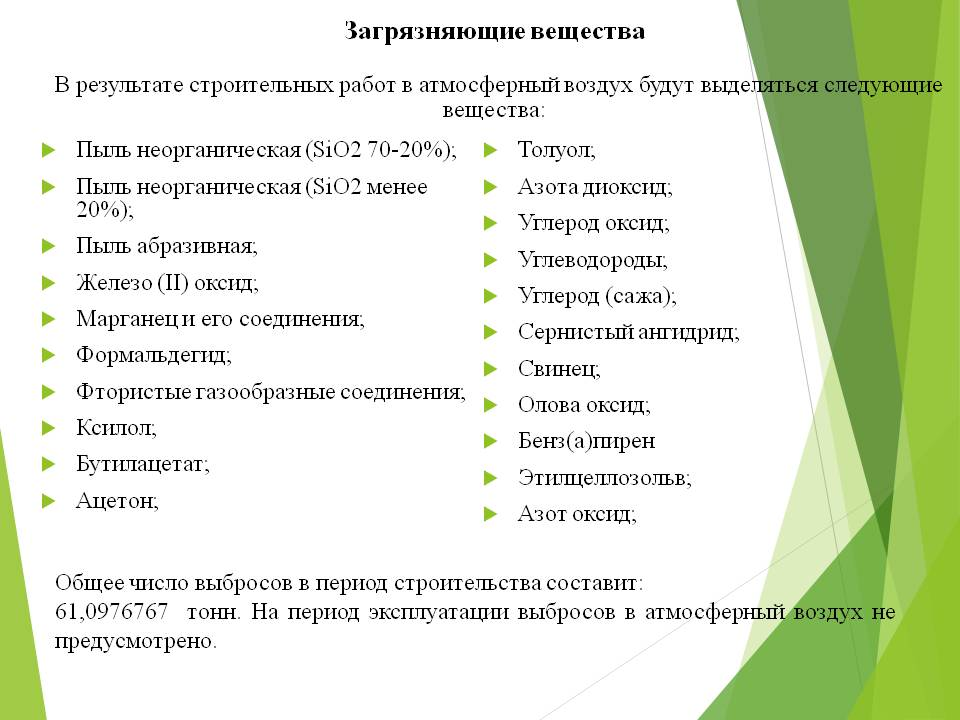 Загрязняющие вещества
В результате строительных работ в атмосферный воздух будут выделяться следующие
вещества:
Пыль неорганическая (SiO2 70-20%);
Пыль неорганическая (SiO2 менее
20%);
Пыль абразивная;
Железо (II) оксид;
Марганец и его соединения;
Формальдегид;
Фтористые газообразные соединения;
Ксилол;
Бутилацетат;
Ацетон;
Толуол;
Азота диоксид;
Углерод оксид;
Углеводороды;
Углерод (сажа);
Сернистый ангидрид;
Свинец;
Олова оксид;
Бенз(а)пирен
Этилцеллозольв;
Азот оксид;
Общее число выбросов в период строительства составит:
61,0976767 тонн. На период эксплуатации выбросов в атмосферный воздух не
предусмотрено.